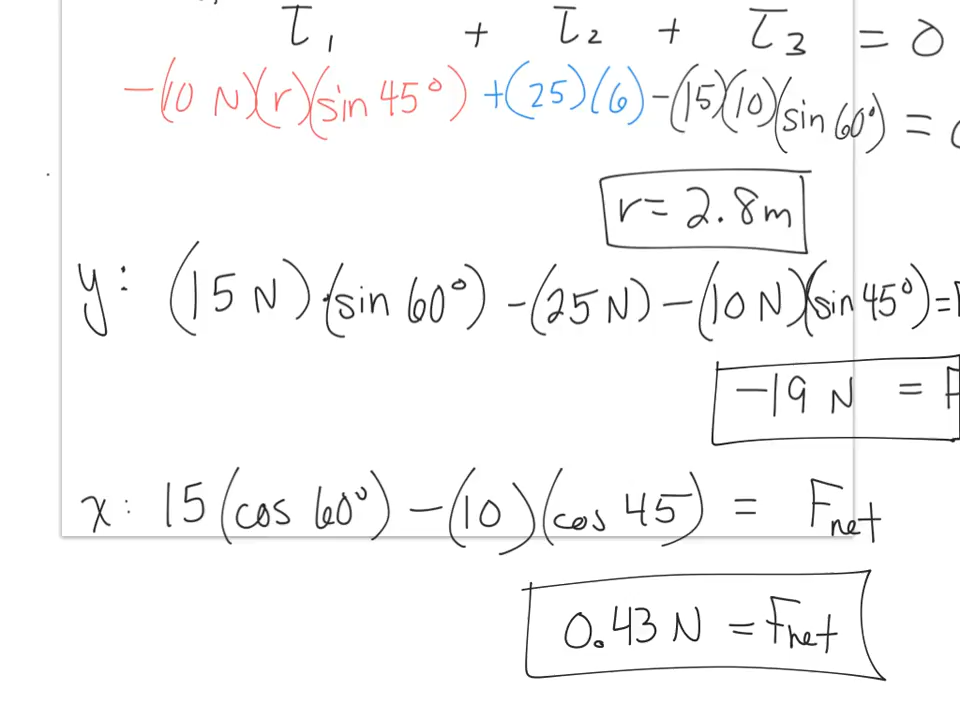 τ₁ + τ₂ + τ₃ = 0
-(10 N)(r)(sin 45°) +(25)(6) -(15)(10)(sin 60°) =
r = 2.8m
y: (15 N)(sin 60°) -(25 N) -(10 N)(sin 45°) =
-19 N =
x: 15(cos 60°) -(10)(cos 45) = Fnet
0.43 N = Fnet